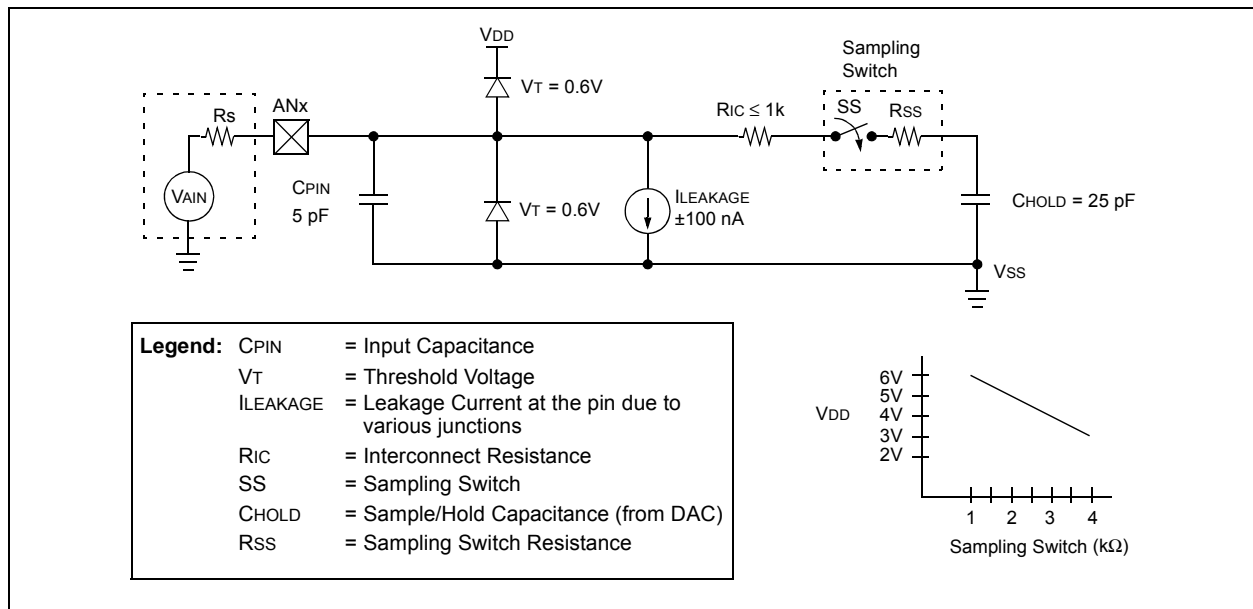 VDD
Sampling
Switch
VT = 0.6V
ANx
Rs
RIC ≤ 1k
SS
RSS
VAIN
CPIN
5 pF
VT = 0.6V
ILEAKAGE
±100 nA
CHOLD = 25 pF
VSS
Legend: CPIN = Input Capacitance
VT = Threshold Voltage
ILEAKAGE = Leakage Current at the pin due to
various junctions
RIC = Interconnect Resistance
SS = Sampling Switch
CHOLD = Sample/Hold Capacitance (from DAC)
RSS = Sampling Switch Resistance
VDD
6V
5V
4V
3V
2V
1 2 3 4
Sampling Switch (kΩ)